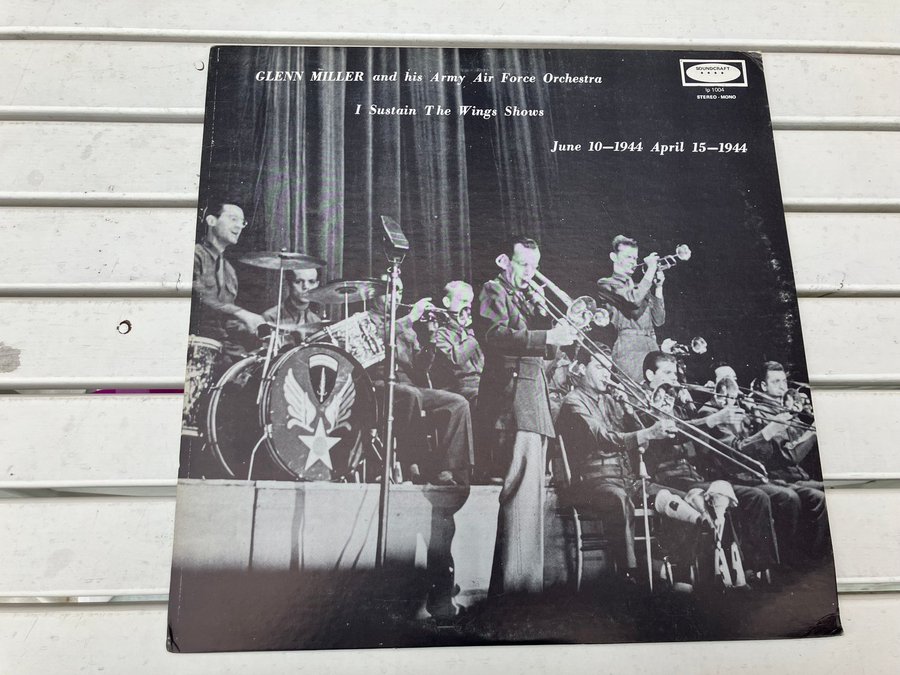 GLENN MILLER and his Army Air Force Orchestra
SOUNDCRAFT
lp 1004
STEREO - MONO
I Sustain The Wings Shows
June 10—1944 April 15—1944